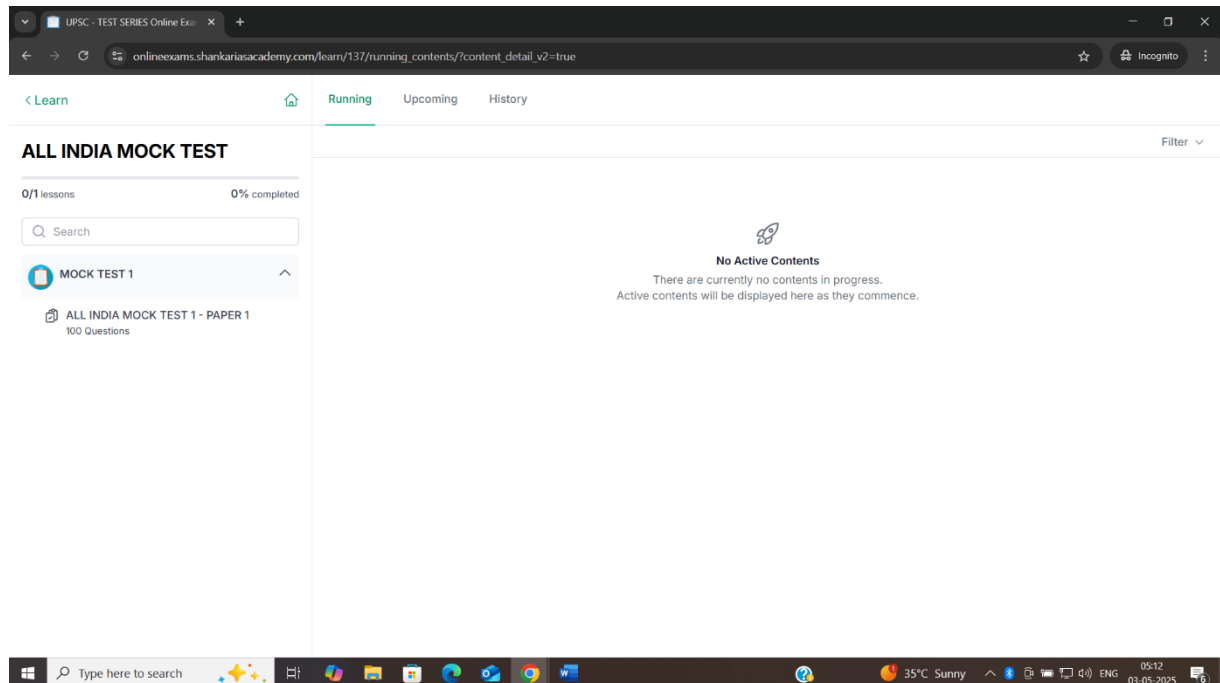 UPSC - TEST SERIES Online Exa
onlineexams.shankariasacademy.com/learn/137/running_contents/?content_detail_v2=true
Incognito
< Learn
Running Upcoming History
Filter
ALL INDIA MOCK TEST
0/1 lessons 0% completed
Search
MOCK TEST 1
ALL INDIA MOCK TEST 1 - PAPER 1
100 Questions
No Active Contents
There are currently no contents in progress.
Active contents will be displayed here as they commence.
Type here to search
35°C Sunny
ENG
05:12
03-05-2025
6